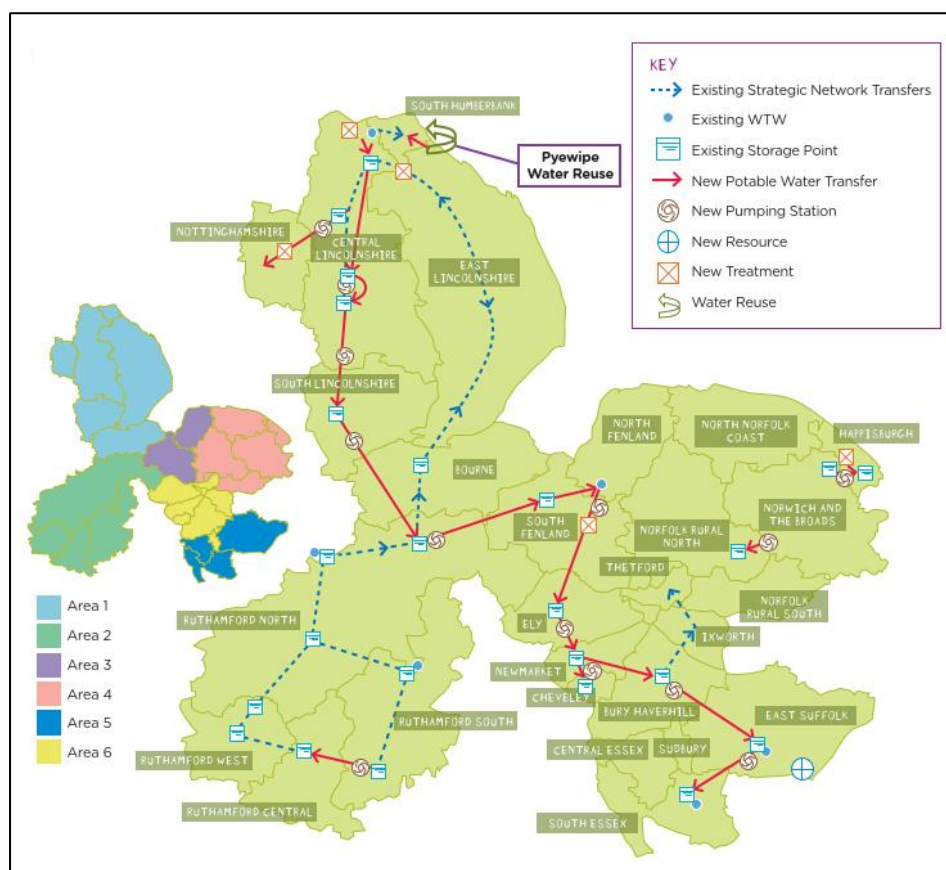 SOUTH HUMBERBANK
Pyewipe
Water Reuse
NOTTINGHAMSHIRE
CENTRAL
LINCOLNSHIRE
EAST
LINCOLNSHIRE
SOUTH LINCOLNSHIRE
BOURNE
NORTH
FENLAND
NORTH NORFOLK
COAST
HAPPISBURGH
SOUTH
FENLAND
NORWICH AND
THE BROADS
NORFOLK RURAL
NORTH
THETFORD
NORFOLK
RURAL SOUTH
RUTHAMFORD NORTH
ELY
IXWORTH
NEWMARKET
CHEVELEY
BURY HAVERHILL
RUTHAMFORD SOUTH
EAST SUFFOLK
CENTRAL ESSEX
SUDBURY
RUTHAMFORD WEST
RUTHAMFORD CENTRAL
SOUTH ESSEX
KEY
Existing Strategic Network Transfers
Existing WTW
Existing Storage Point
New Potable Water Transfer
New Pumping Station
New Resource
New Treatment
Water Reuse
Area 1
Area 2
Area 3
Area 4
Area 5
Area 6